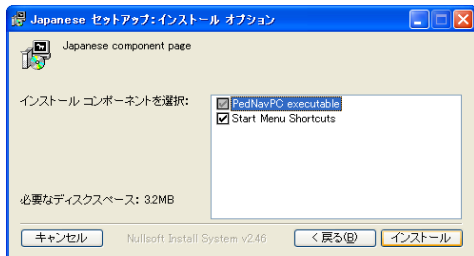 Japanese セットアップ:インストール オプション
Japanese component page
インストール コンポーネントを選択:
PedNavPC executable
Start Menu Shortcuts
必要なディスクスペース: 32MB
キャンセル
Nullsoft Install System v2.46
< 戻る(B)
インストール